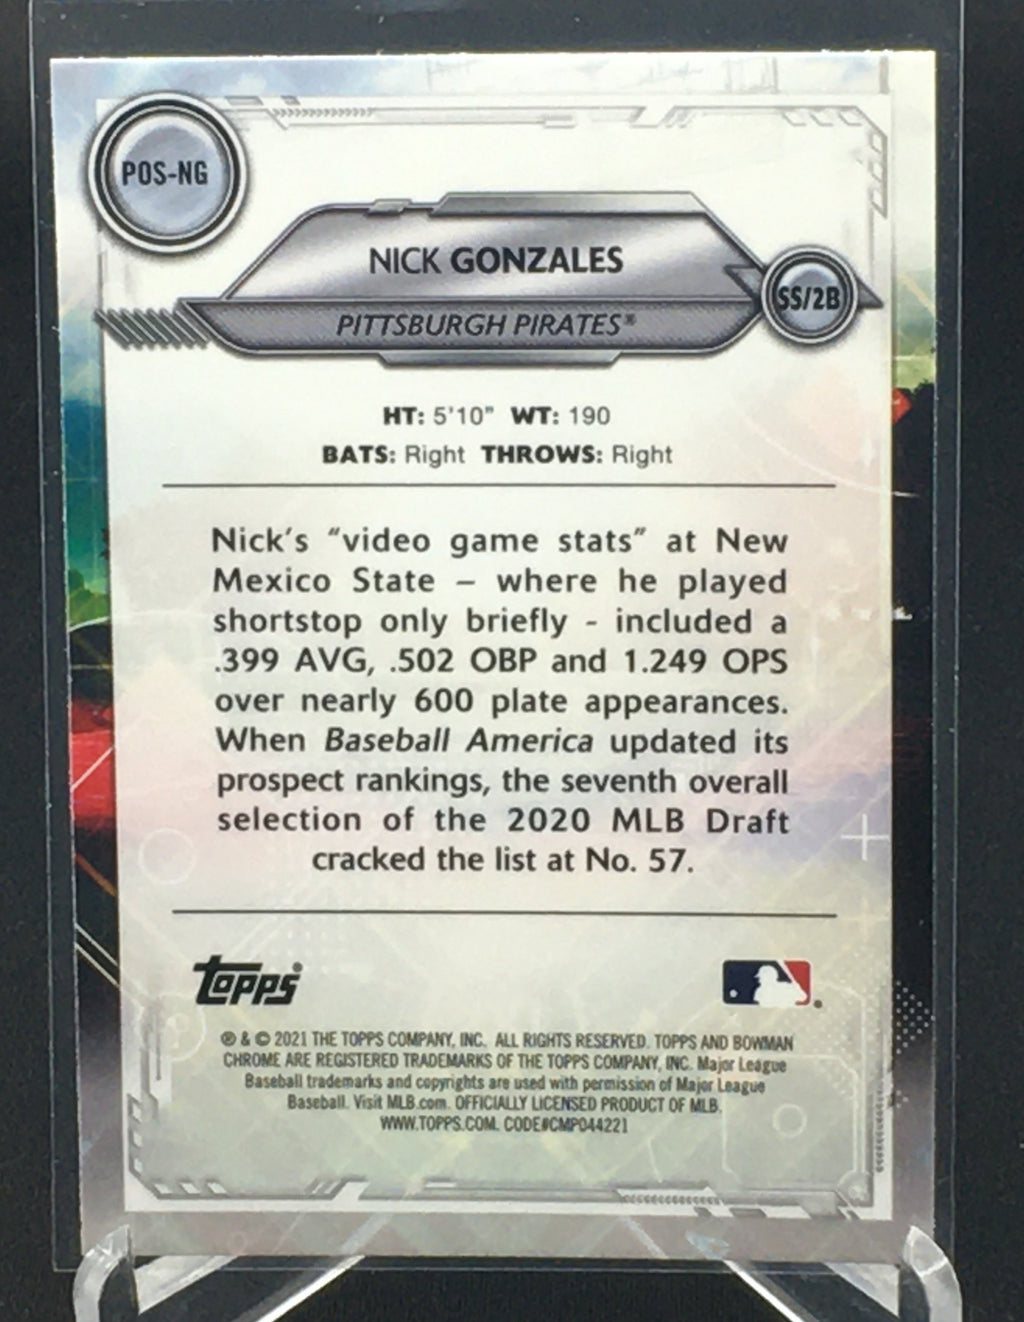 POS-NG
NICK GONZALES
SS/2B
PITTSBURGH PIRATES®
HT: 5'10" WT: 190
BATS: Right THROWS: Right
Nick's "video game stats" at New
Mexico State – where he played
shortstop only briefly - included a
.399 AVG, .502 OBP and 1.249 OPS
over nearly 600 plate appearances.
When Baseball America updated its
prospect rankings, the seventh overall
selection of the 2020 MLB Draft
cracked the list at No. 57.
topps®
® & © 2021 THE TOPPS COMPANY, INC. ALL RIGHTS RESERVED. TOPPS AND BOWMAN
CHROME ARE REGISTERED TRADEMARKS OF THE TOPPS COMPANY, INC. Major League
Baseball trademarks and copyrights are used with permission of Major League
Baseball. Visit MLB.com. OFFICIALLY LICENSED PRODUCT OF MLB.
WWW.TOPPS.COM. CODE#CMP044221